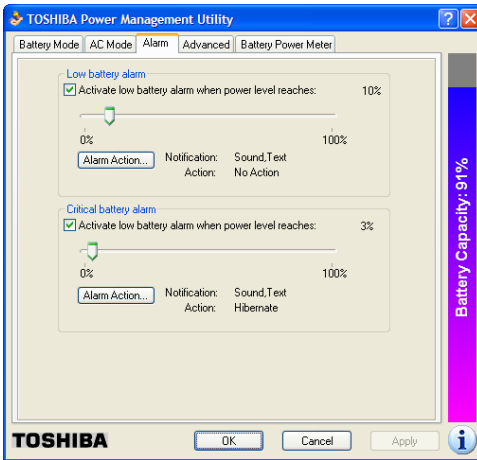 TOSHIBA Power Management Utility
Battery Mode AC Mode Alarm Advanced Battery Power Meter
Low battery alarm
Activate low battery alarm when power level reaches: 10%
0% 100%
Alarm Action... Notification: Sound,Text
Action: No Action
Critical battery alarm
Activate low battery alarm when power level reaches: 3%
0% 100%
Alarm Action... Notification: Sound,Text
Action: Hibernate
Battery Capacity: 91%
TOSHIBA OK Cancel Apply